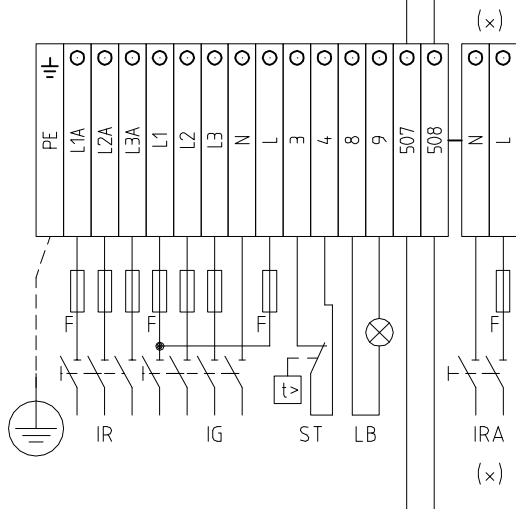 (x)
PE L1A L2A L3A L1 L2 L3 N L 3 4 8 9 507 508 N L
F F F F
t>
IR IG ST LB IRA
(x)